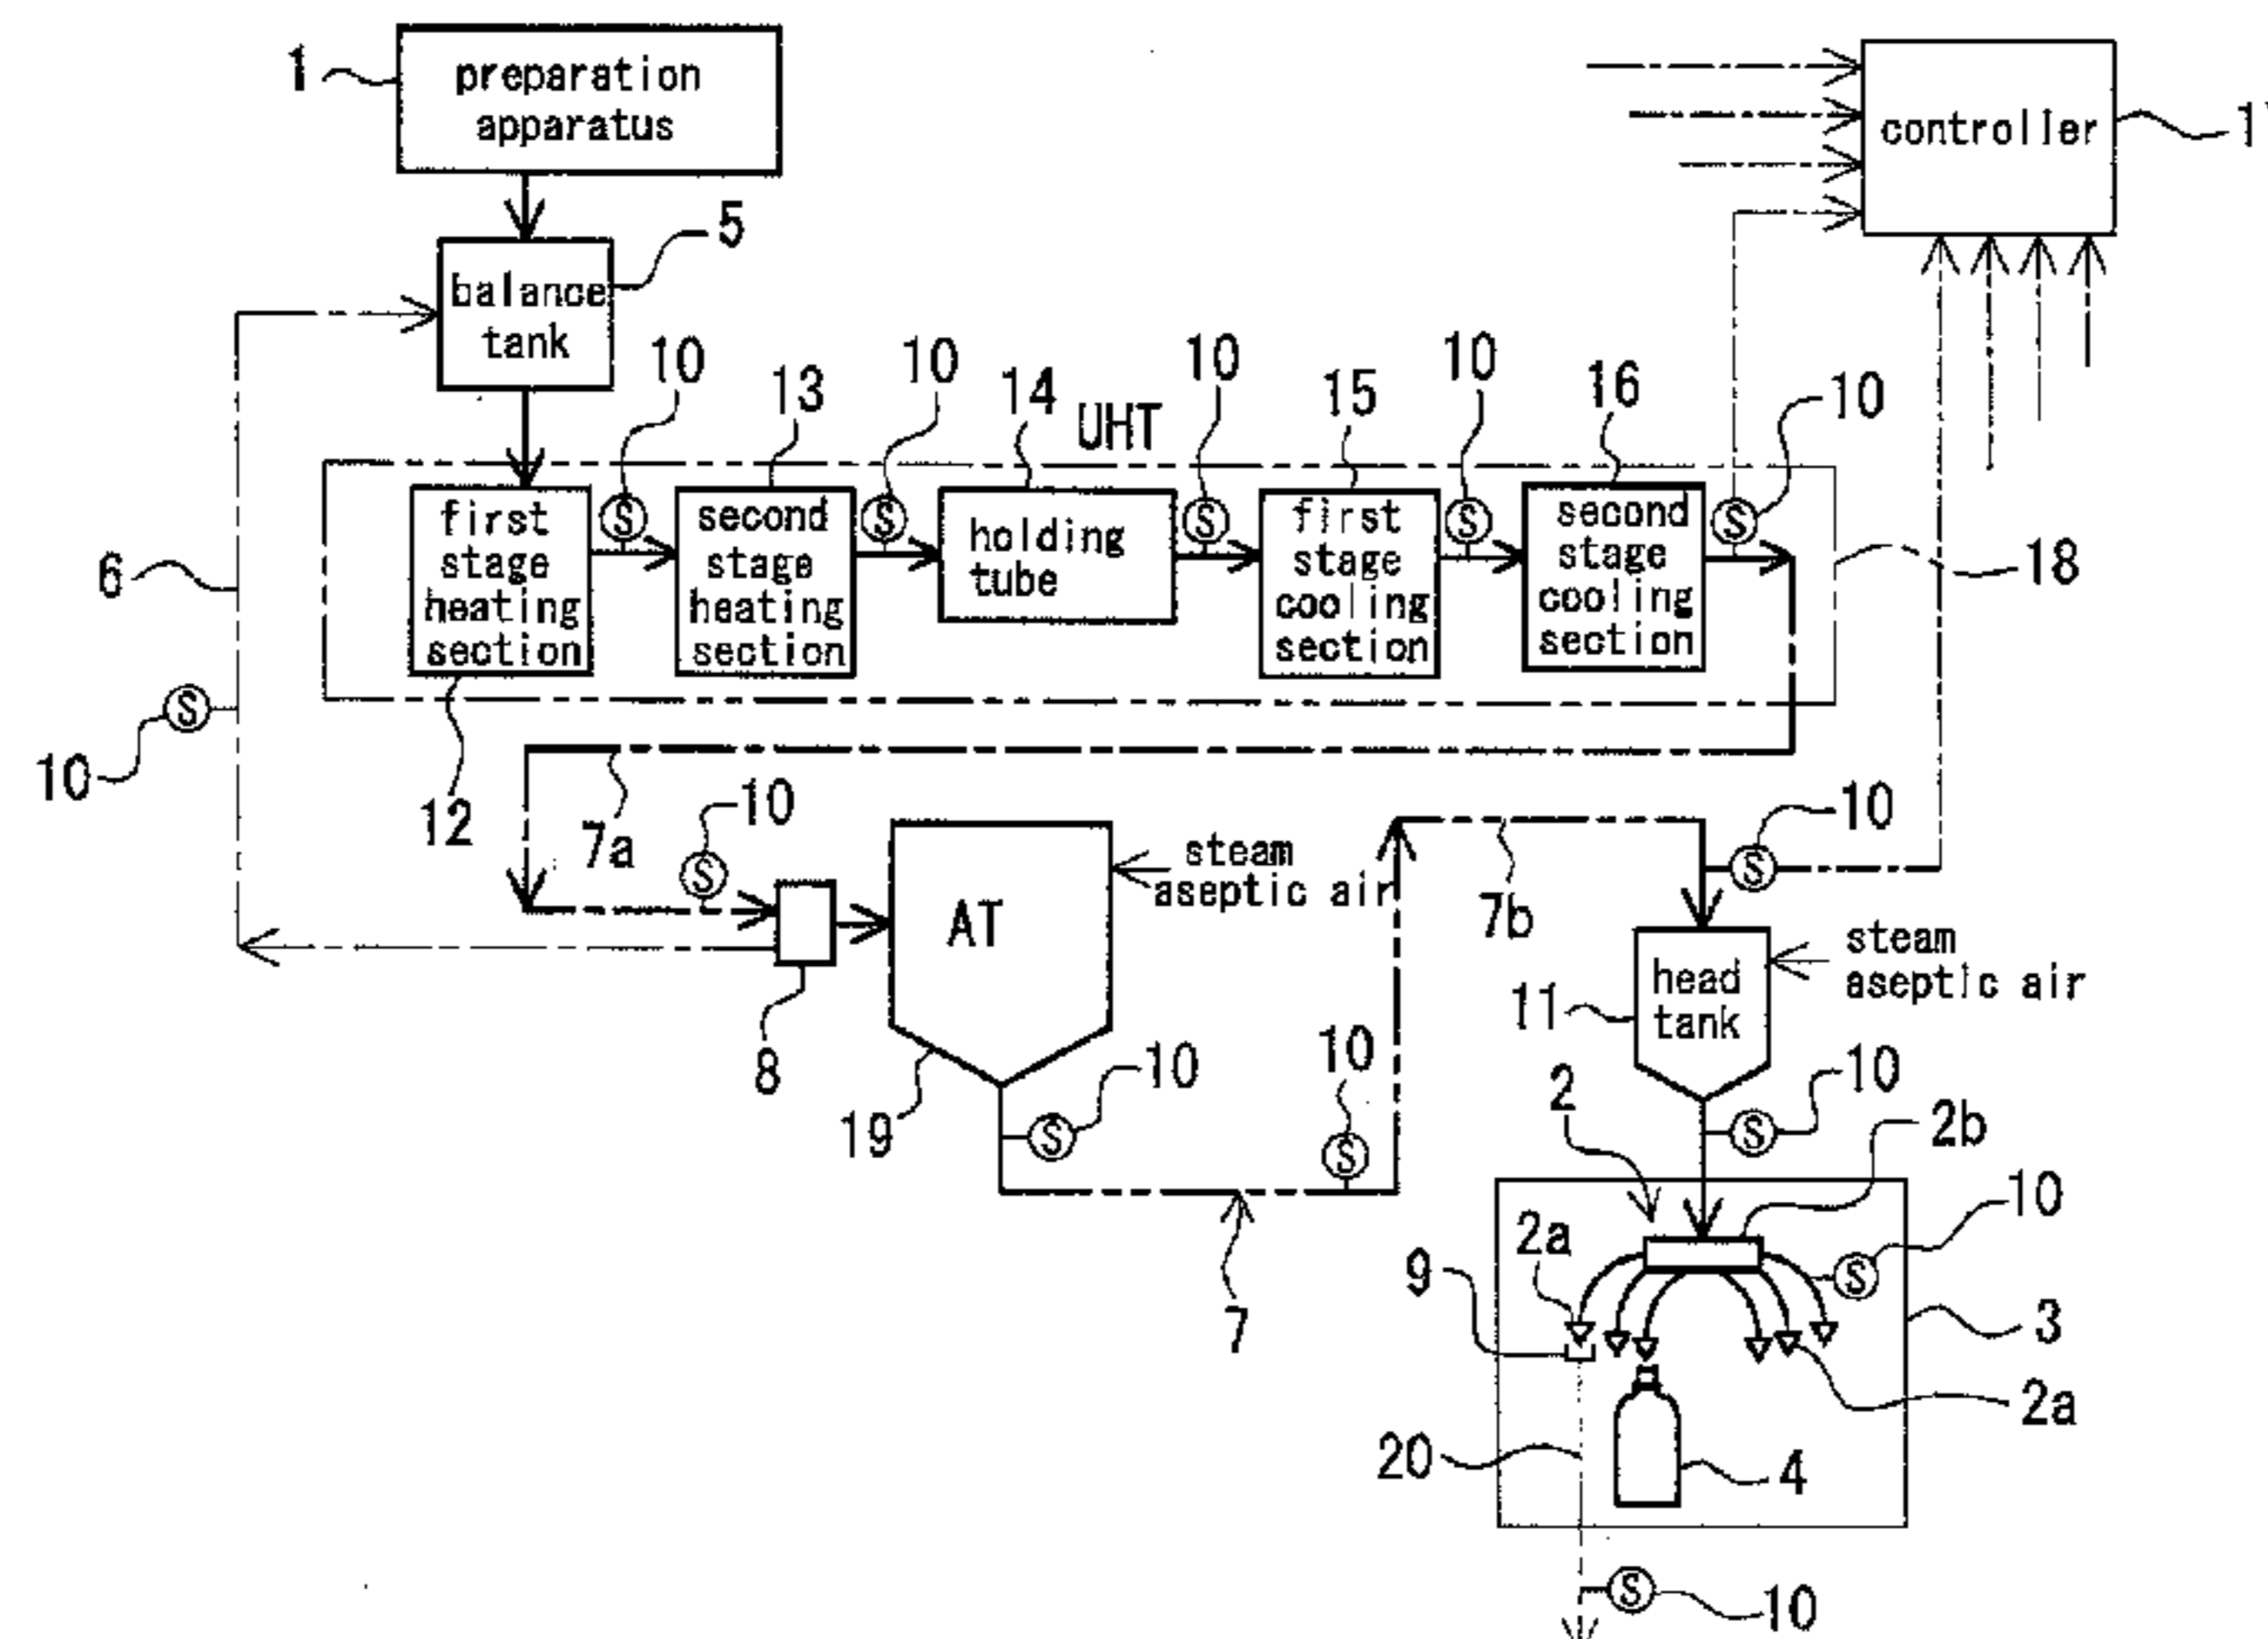 1
preparation
apparatus
controller
5
balance
tank
10
13
10
14
UHT
10
15
10
16
10
first
stage
heating
section
S
second
stage
heating
section
S
holding
tube
S
first
stage
cooling
section
S
second
stage
cooling
section
S
18
6
S
10
12
7a
10
S
8
AT
steam
aseptic air
19
10
S
10
S
7
7b
10
S
head
tank
steam
aseptic air
11
10
S
2
2b
10
S
2a
9
3
2a
20
4
S
10